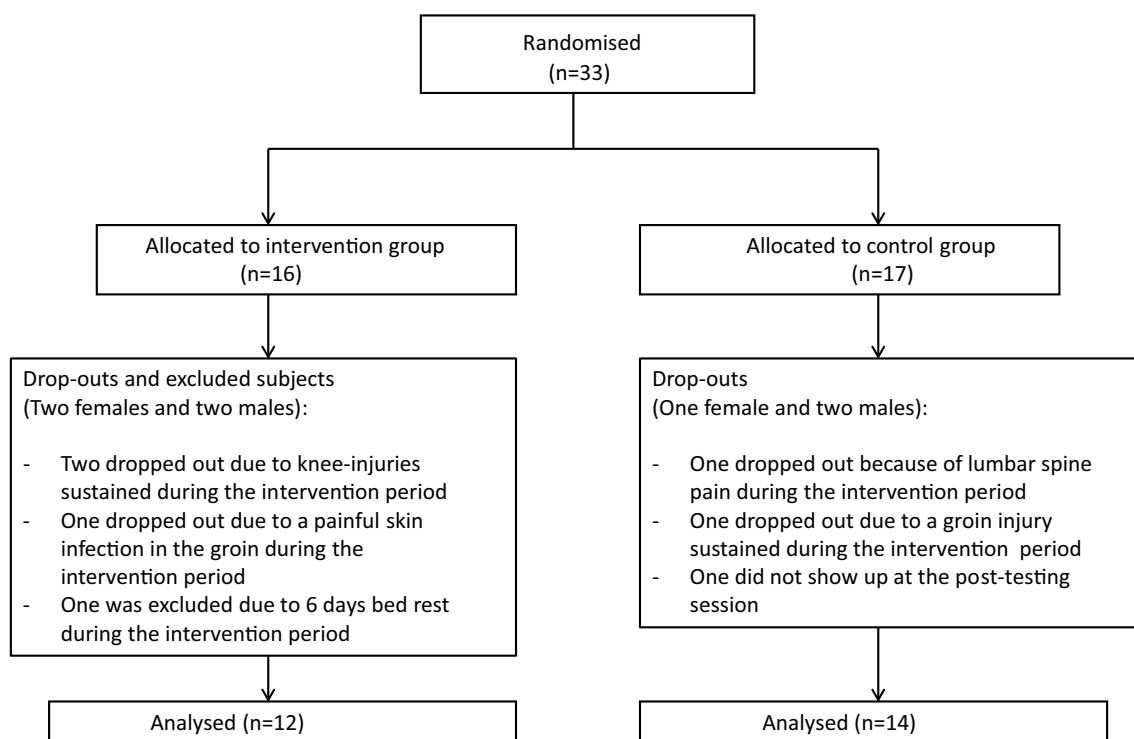 Randomised
(n=33)
Allocated to intervention group
(n=16)
Allocated to control group
(n=17)
Drop-outs and excluded subjects
(Two females and two males):
- Two dropped out due to knee-injuries
sustained during the intervention period
- One dropped out due to a painful skin
infection in the groin during the
intervention period
- One was excluded due to 6 days bed rest
during the intervention period
Drop-outs
(One female and two males):
- One dropped out because of lumbar spine
pain during the intervention period
- One dropped out due to a groin injury
sustained during the intervention period
- One did not show up at the post-testing
session
Analysed (n=12)
Analysed (n=14)